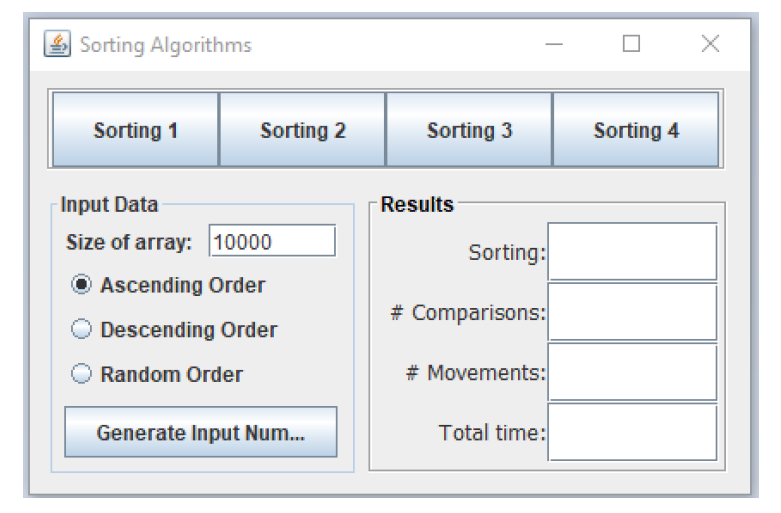 Sorting Algorithms
Sorting 1 Sorting 2 Sorting 3 Sorting 4
Input Data
Size of array: 10000
Ascending Order
Descending Order
Random Order
Generate Input Num...
Results
Sorting:
# Comparisons:
# Movements:
Total time: